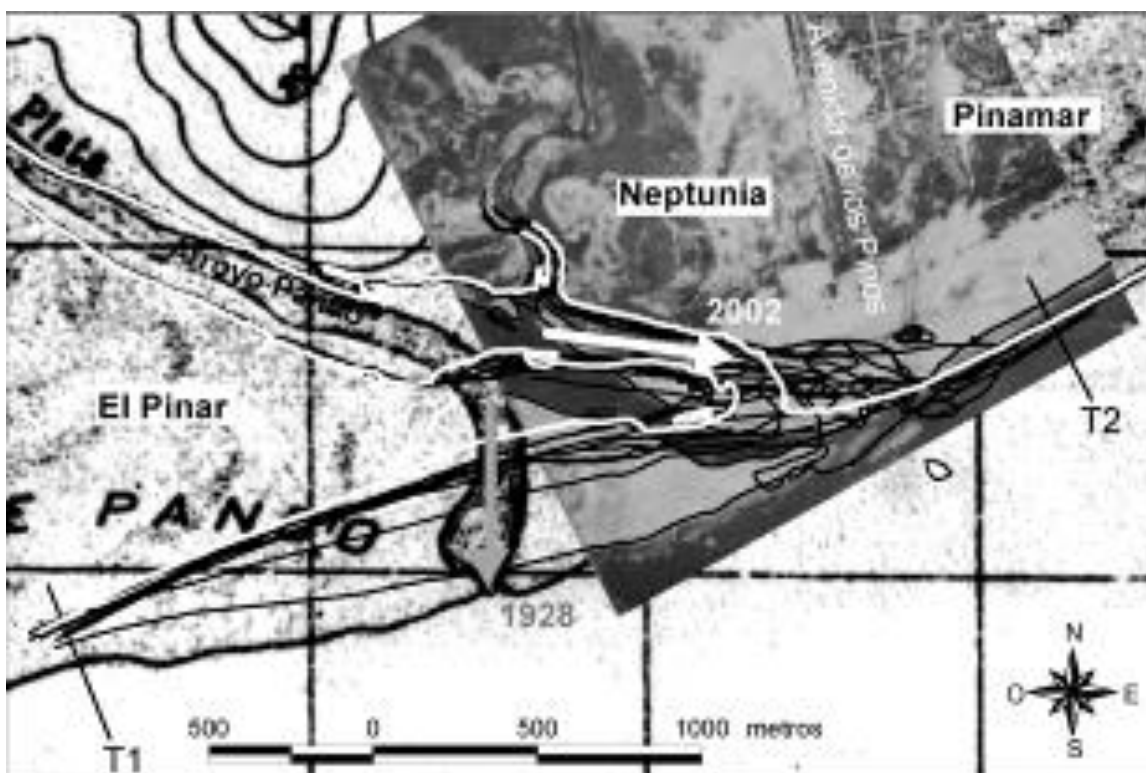 Plata
Pinamar
Neptunia
Avenida de los Pinos
Arroyo Pando
2002
El Pinar
T2
E PANDO
1928
N
O E
S
500 0 500 1000 metros
T1